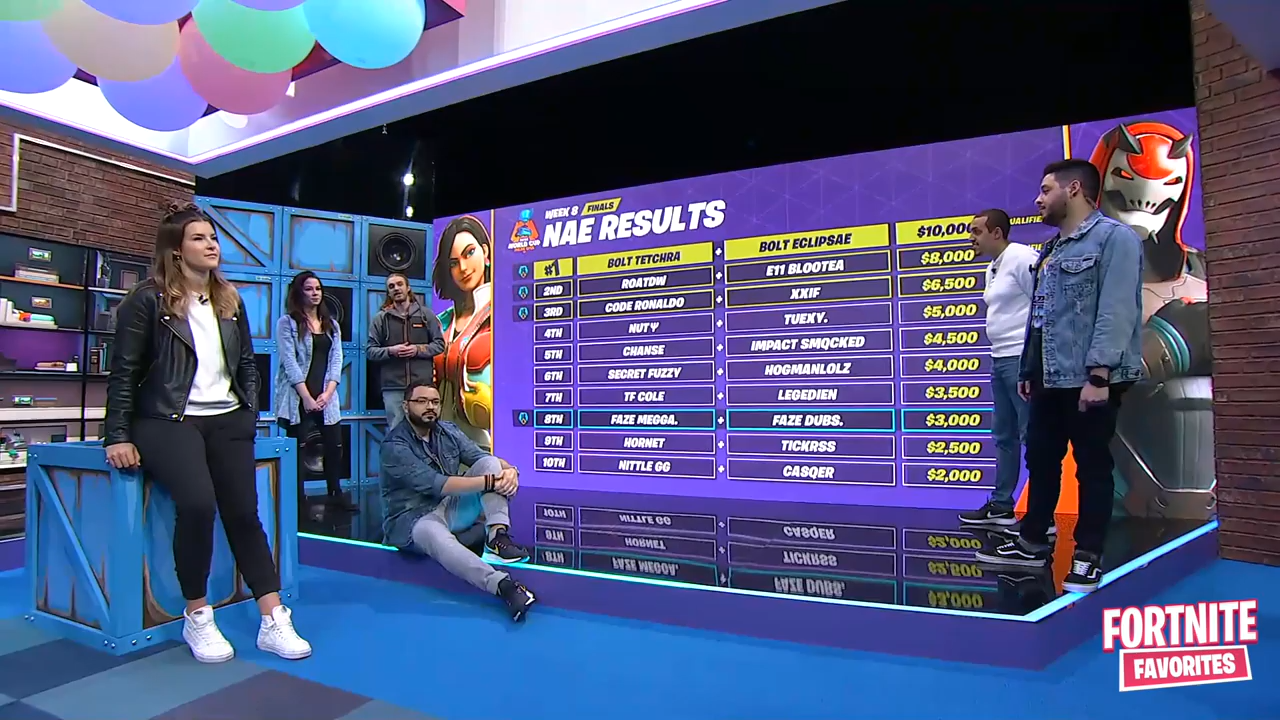 WEEK 8 FINALS
NAE RESULTS
WORLD CUP
#1 BOLT TETCHRA + BOLT ECLIPSAE $10,000
2ND ROATDW + E11 BLOOTEA $8,000
3RD CODE RONALDO + XXIF $6,500
4TH NUTΨ + TUEXY. $5,000
5TH CHANSE + IMPACT SMQCKED $4,500
6TH SECRET FUZZY + HOGMANLOLZ $4,000
7TH TF COLE + LEGEDIEN $3,500
8TH FAZE MEGGA. + FAZE DUBS. $3,000
9TH HORNET + TICKRSS $2,500
10TH NITTLE GG + CASQER $2,000
FORTNITE
FAVORITES